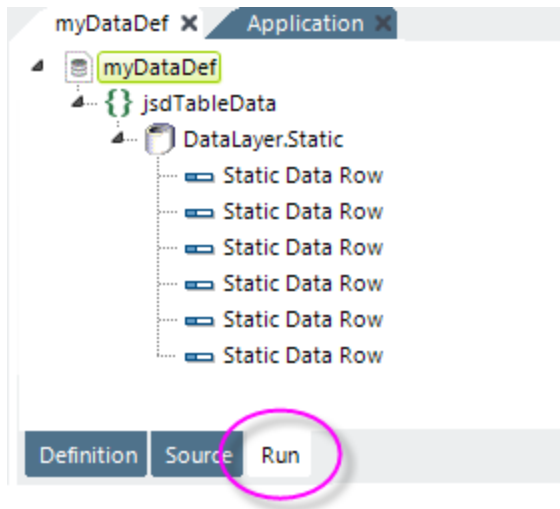 myDataDef Application
myDataDef
{} jsdTableData
DataLayer.Static
Static Data Row
Static Data Row
Static Data Row
Static Data Row
Static Data Row
Static Data Row
Definition Source Run